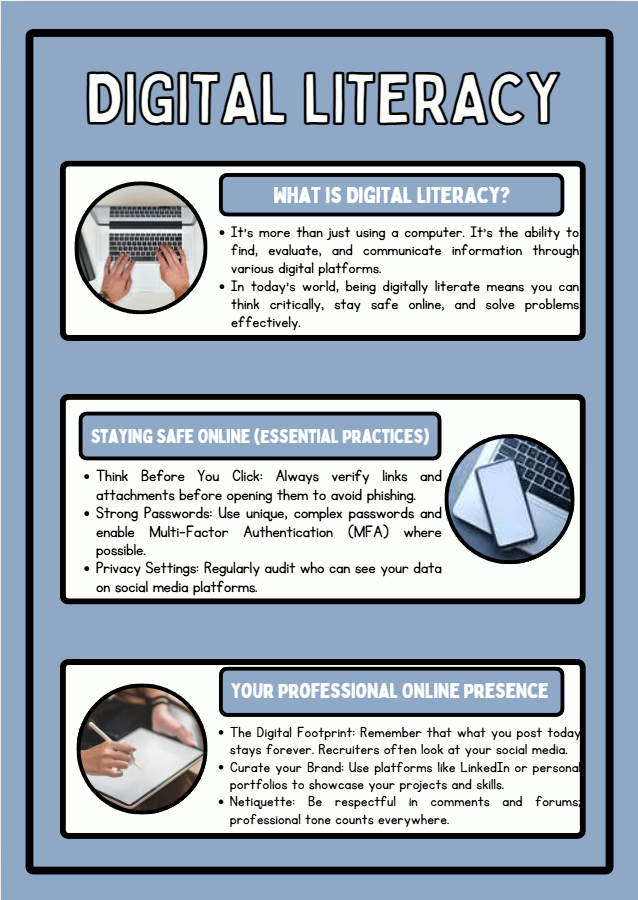 DIGITAL LITERACY
WHAT IS DIGITAL LITERACY?
• It's more than just using a computer. It's the ability to
find, evaluate, and communicate information through
various digital platforms.
• In today's world, being digitally literate means you can
think critically, stay safe online, and solve problems
effectively.
STAYING SAFE ONLINE (ESSENTIAL PRACTICES)
• Think Before You Click: Always verify links and
attachments before opening them to avoid phishing.
• Strong Passwords: Use unique, complex passwords and
enable Multi-Factor Authentication (MFA) where
possible.
• Privacy Settings: Regularly audit who can see your data
on social media platforms.
YOUR PROFESSIONAL ONLINE PRESENCE
• The Digital Footprint: Remember that what you post today
stays forever. Recruiters often look at your social media.
• Curate your Brand: Use platforms like LinkedIn or personal
portfolios to showcase your projects and skills.
• Netiquette: Be respectful in comments and forums;
professional tone counts everywhere.